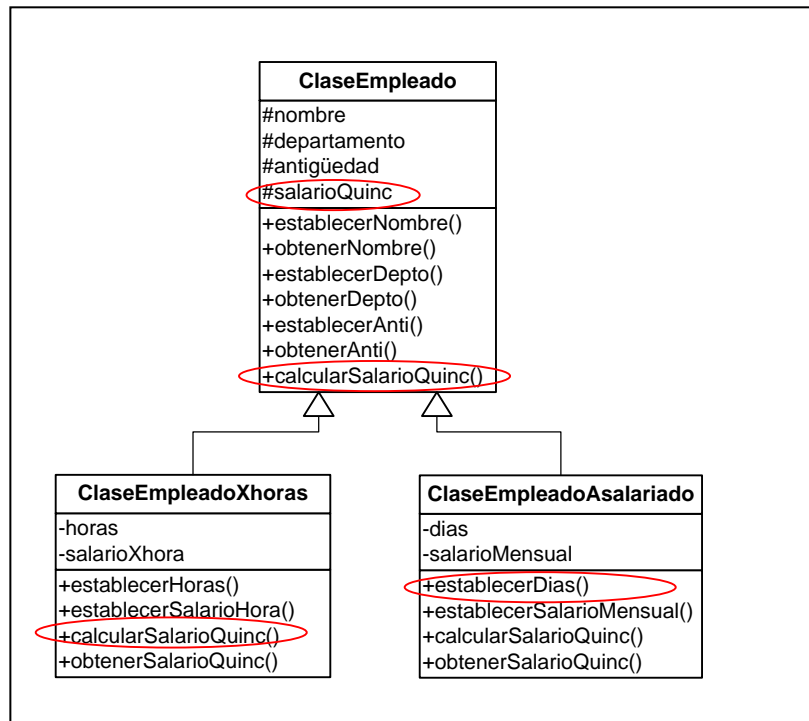 ClaseEmpleado
#nombre
#departamento
#antigüedad
#salarioQuinc
+establecerNombre()
+obtenerNombre()
+establecerDepto()
+obtenerDepto()
+establecerAnti()
+obtenerAnti()
+calcularSalarioQuinc()
ClaseEmpleadoXhoras
-horas
-salarioXhora
+establecerHoras()
+establecerSalarioHora()
+calcularSalarioQuinc()
+obtenerSalarioQuinc()
ClaseEmpleadoAsalariado
-dias
-salarioMensual
+establecerDias()
+establecerSalarioMensual()
+calcularSalarioQuinc()
+obtenerSalarioQuinc()